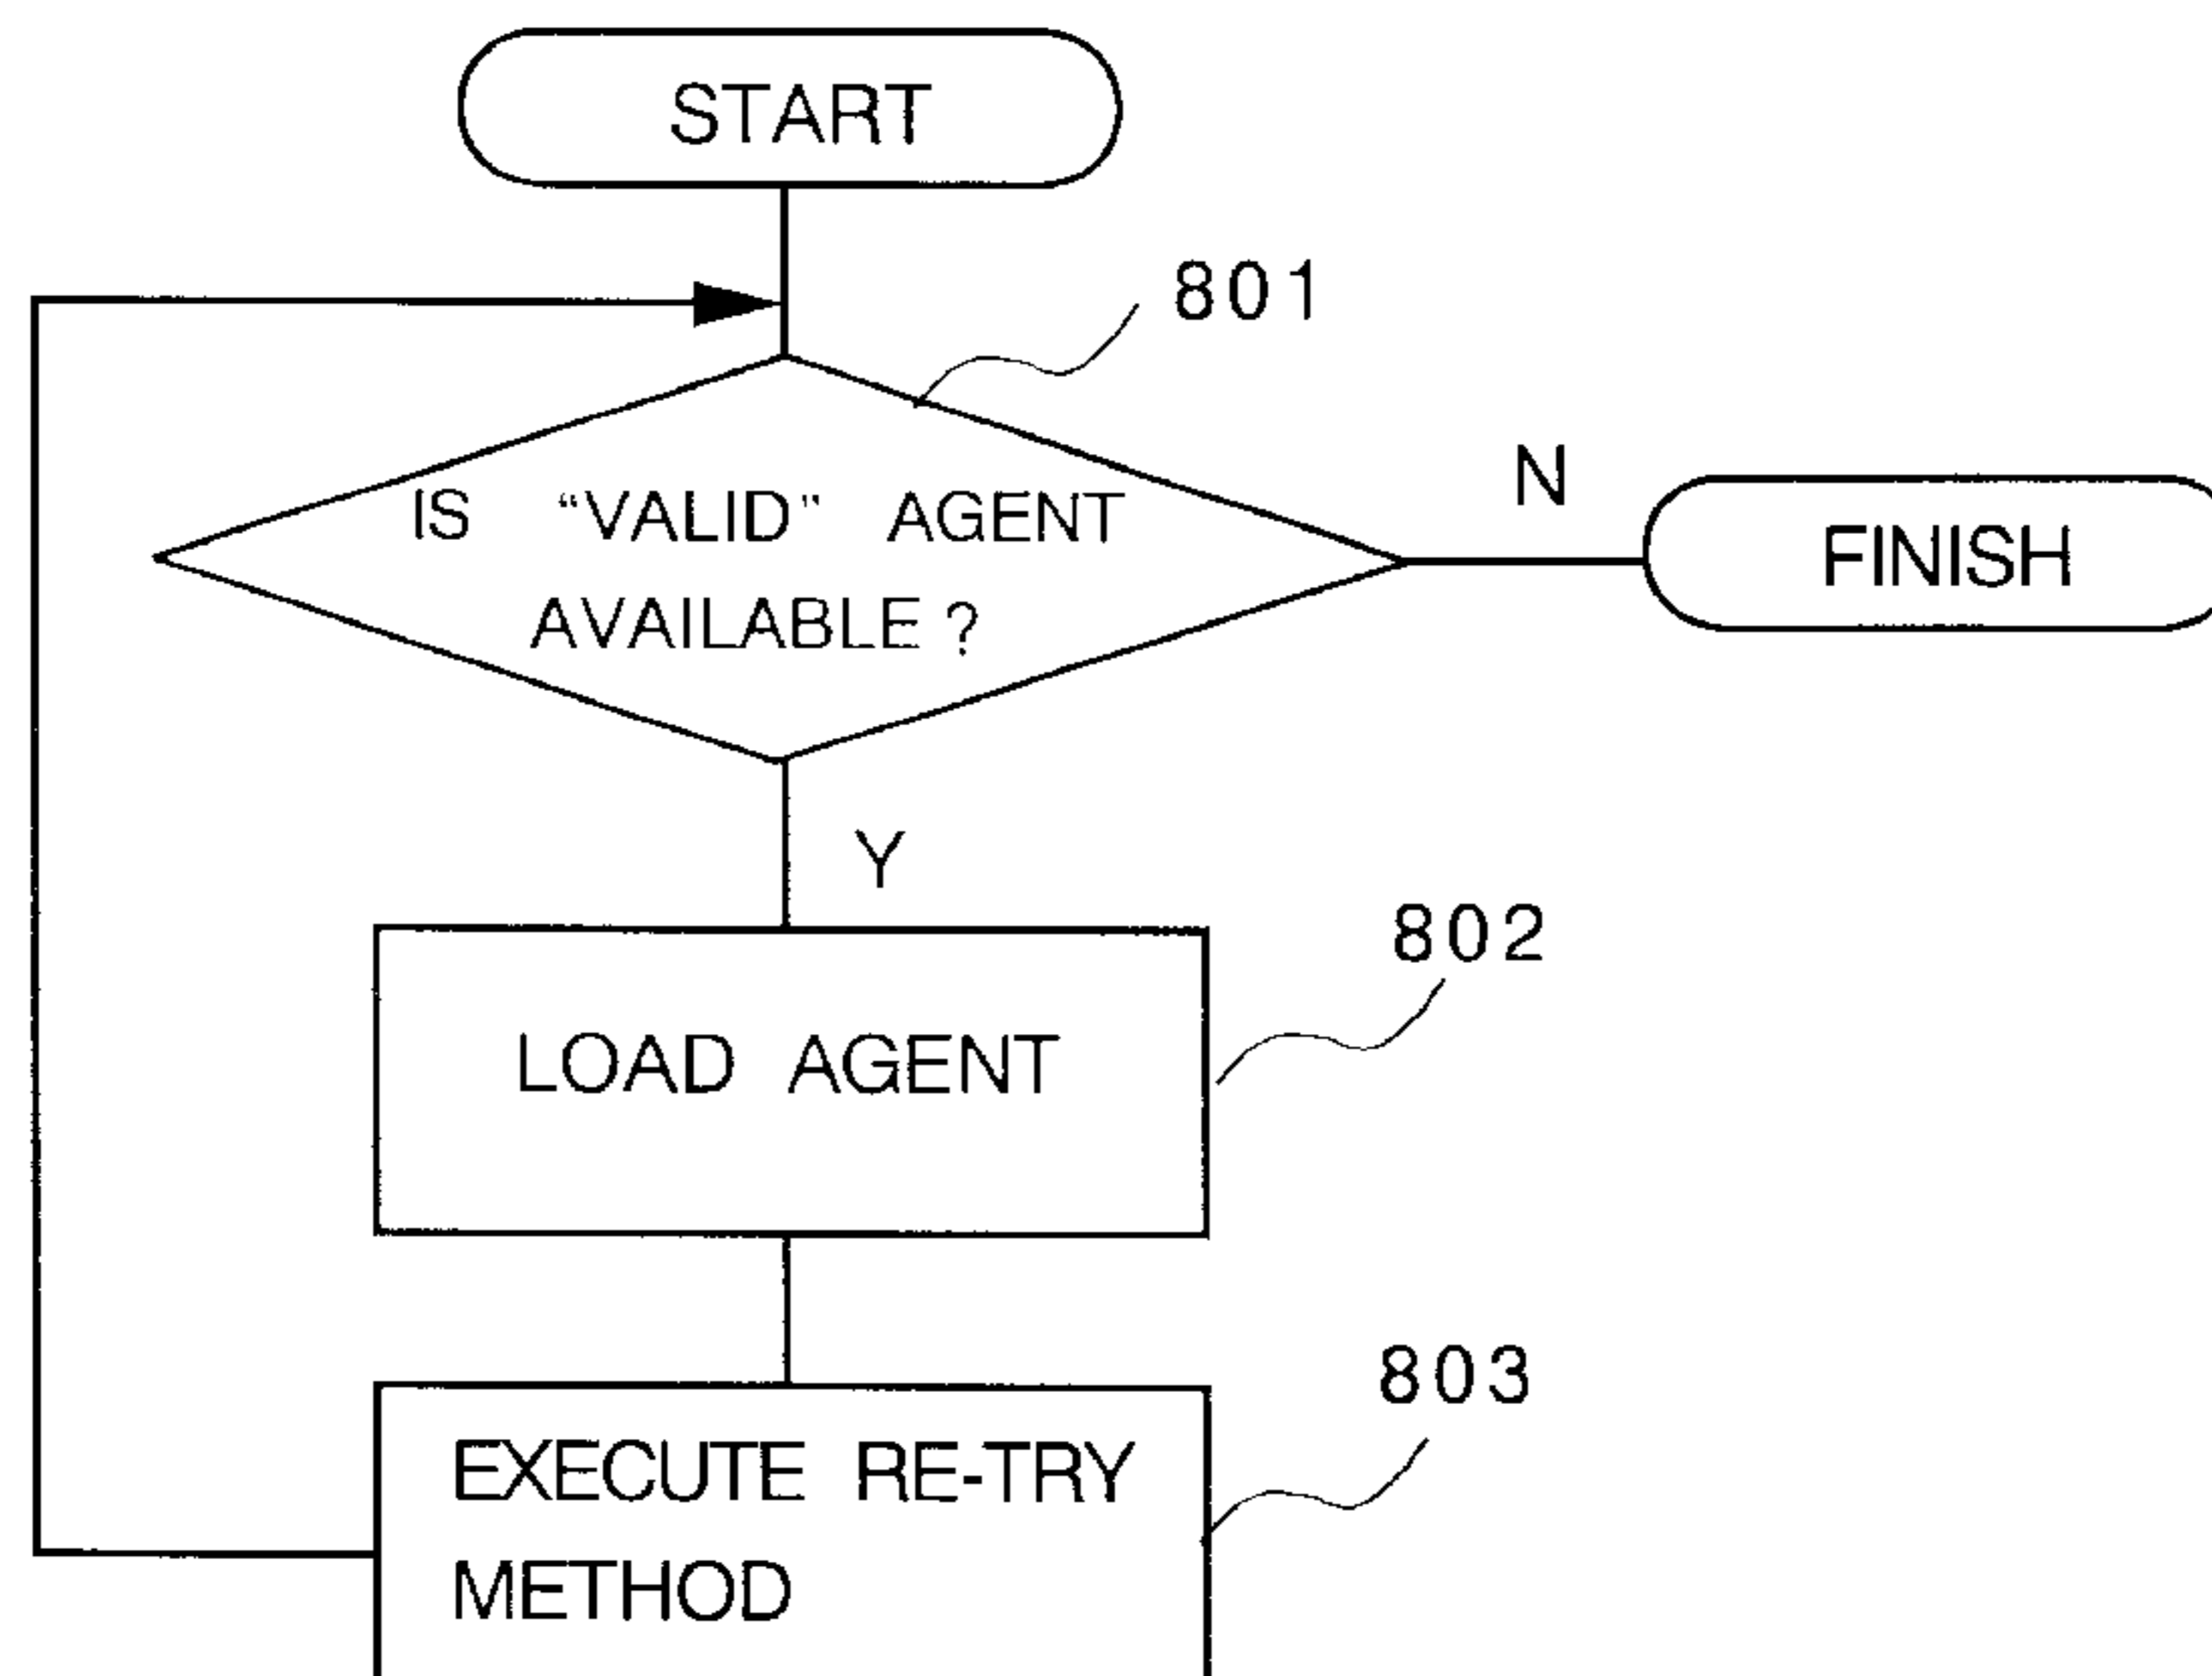 START
801
IS “VALID” AGENT
AVAILABLE ?
N
FINISH
Y
802
LOAD AGENT
803
EXECUTE RE-TRY
METHOD